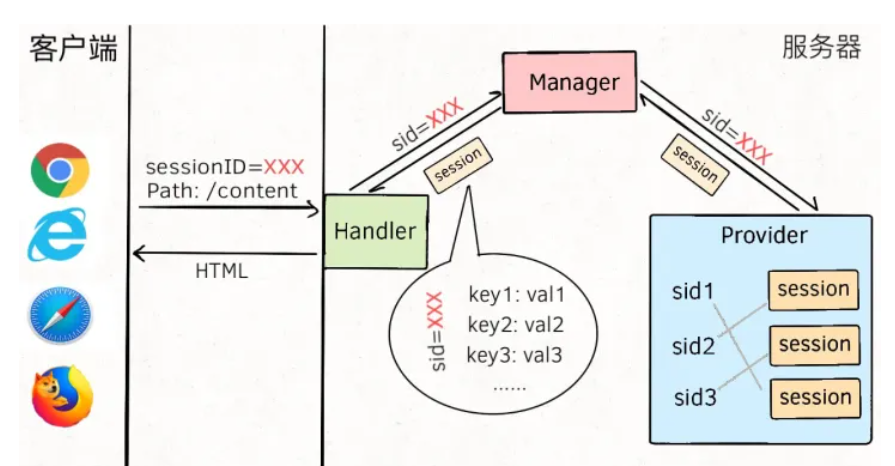 客户端
服务器
Manager
sid=XXX
session
sid=XXX
session
sessionID=XXX
Path: /content
HTML
Handler
sid=XXX
key1: val1
key2: val2
key3: val3
......
Provider
sid1
session
sid2
session
sid3
session